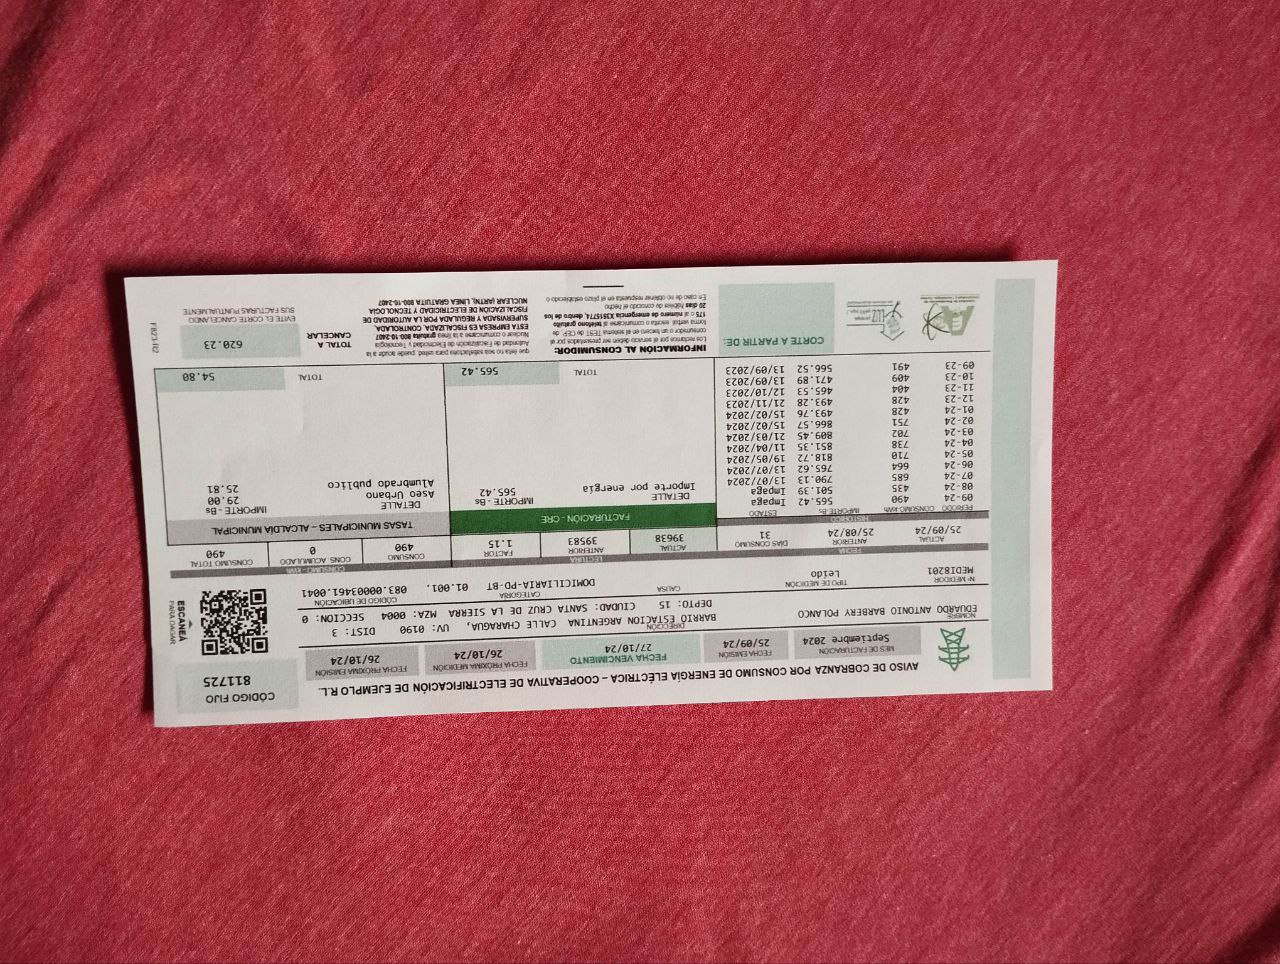 AVISO DE COBRANZA POR CONSUMO DE ENERGÍA ELÉCTRICA – COOPERATIVA DE ELECTRIFICACIÓN DE EJEMPLO R.L.
CÓDIGO FIJO
811725
MES DE FACTURACIÓN
Septiembre 2024
FECHA EMISIÓN
25/09/24
FECHA VENCIMIENTO
27/10/24
FECHA PRÓXIMA MEDICIÓN
26/10/24
FECHA PRÓXIMA EMISIÓN
26/10/24
NOMBRE
EDUARDO ANTONIO BARBERY POLANCO
DIRECCIÓN
BARRIO ESTACION ARGENTINA CALLE CHARAGUA, UV: 0190 DIST: 3
DEPTO: 15 CIUDAD: SANTA CRUZ DE LA SIERRA MZA: 0004 SECCION: 0
ESCANEÁ
PARA PAGAR
Nº MEDIDOR
MEDI8201
TIPO DE MEDICIÓN
Leído
CAUSA
CATEGORÍA
DOMICILIARIA-PD-BT
CÓDIGO DE UBICACIÓN
01.001. 083.00003461.0041
FECHA
ACTUAL
25/09/24
ANTERIOR
25/08/24
DÍAS CONSUMO
31
LECTURA
ACTUAL
39638
ANTERIOR
39583
FACTOR
1.15
CONSUMO - kWh
CONSUMO
490
CONS. ACUMULADO
0
CONSUMO TOTAL
490
HISTÓRICO
PERIODO CONSUMO-kWh IMPORTE Bs ESTADO
09-24 490 565.42 Impaga
08-24 435 501.39 Impaga
07-24 685 790.13 13/07/2024
06-24 664 765.62 13/07/2024
05-24 710 818.72 19/05/2024
04-24 738 851.35 11/04/2024
03-24 702 809.45 21/03/2024
02-24 751 866.57 15/02/2024
01-24 428 493.76 15/02/2024
12-23 428 493.28 21/11/2023
11-23 404 465.53 12/10/2023
10-23 409 471.89 13/09/2023
09-23 491 566.52 13/09/2023
FACTURACIÓN - CRE
DETALLE IMPORTE - Bs
Importe por energía 565.42
TOTAL 565.42
TASAS MUNICIPALES – ALCALDÍA MUNICIPAL
DETALLE IMPORTE - Bs
Aseo Urbano 29.00
Alumbrado público 25.81
TOTAL 54.80
CORTE A PARTIR DE:
INFORMACIÓN AL CONSUMIDOR:
Los reclamos por el servicio deben ser presentados por el
consumidor o un tercero en el sistema TEST de CEF, de
forma verbal, escrita o comunicarse al teléfono gratuito
175 o al número de emergencia X3515774, dentro de los
20 días hábiles de conocido el hecho
En caso de no obtener respuesta en el plazo establecido o
que ésta no sea satisfactoria para usted, puede acudir a la
Autoridad de Fiscalización de Electricidad y Tecnología
Nuclear o comunicarse a la línea gratuita 800-10-2407
ESTA EMPRESA ES FISCALIZADA, CONTROLADA,
SUPERVISADA Y REGULADA POR LA AUTORIDAD DE
FISCALIZACIÓN DE ELECTRICIDAD Y TECNOLOGÍA
NUCLEAR (AETN), LINEA GRATUITA 800-10-2407
TOTAL A
CANCELAR
620.23
EVITE EL CORTE CANCELANDO
SUS FACTURAS PUNTUALMENTE
FB23-R2